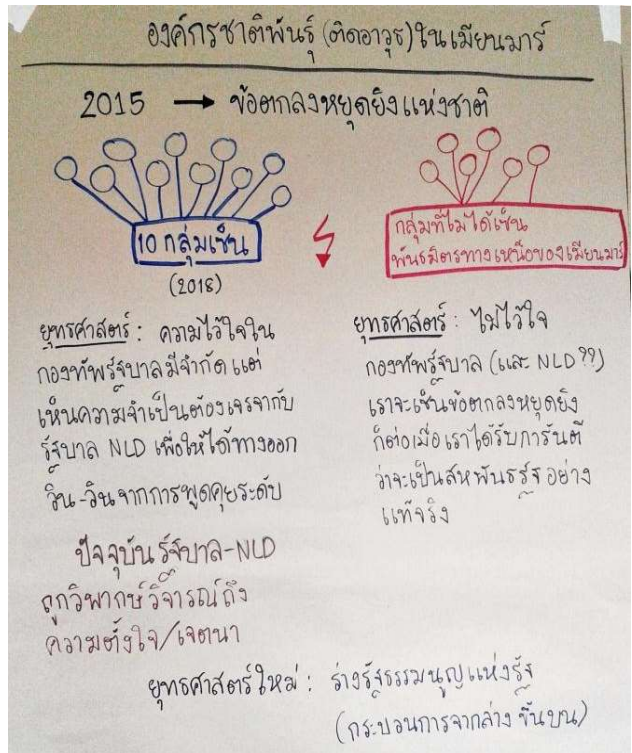 องค์กรชาติพันธุ์ (ติดอาวุธ) ในเมียนมาร์
2015 → ข้อตกลงหยุดยิงแห่งชาติ
10 กลุ่มเซ็น
(2018)
ยุทธศาสตร์ : ความไว้ใจใน
กองทัพรัฐบาลมีจำกัด แต่
เห็นความจำเป็นต้องเจรจากับ
รัฐบาล NLD เพื่อให้ได้ทางออก
วิน-วินจากการพูดคุยระดับ
ปัจจุบันรัฐบาล-NLD
ถูกวิพากษ์วิจารณ์ถึง
ความตั้งใจ/เจตนา
กลุ่มที่ไม่ได้เซ็น
พันธมิตรทางเหนือของเมียนมาร์
ยุทธศาสตร์ : ไม่ไว้ใจ
กองทัพรัฐบาล (และ NLD??)
เราจะเซ็นข้อตกลงหยุดยิง
ก็ต่อเมื่อเราได้รับการันตี
ว่าจะเป็นสหพันธรัฐอย่าง
แท้จริง
ยุทธศาสตร์ใหม่ : ร่างรัฐธรรมนูญแห่งรัฐ
(กระบวนการจากล่างขึ้นบน)